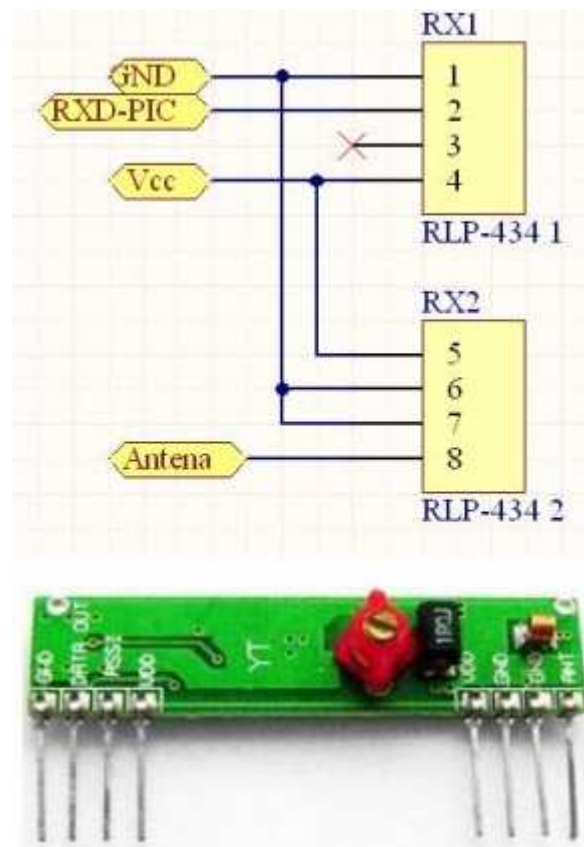 RX1
GND 1
RXD-PIC 2
3
Vcc 4
RLP-434 1
RX2
5
6
7
Antena 8
RLP-434 2
GND
DATA OUT
RSSI
VDD
YT
VDD
GND
GND
ANT